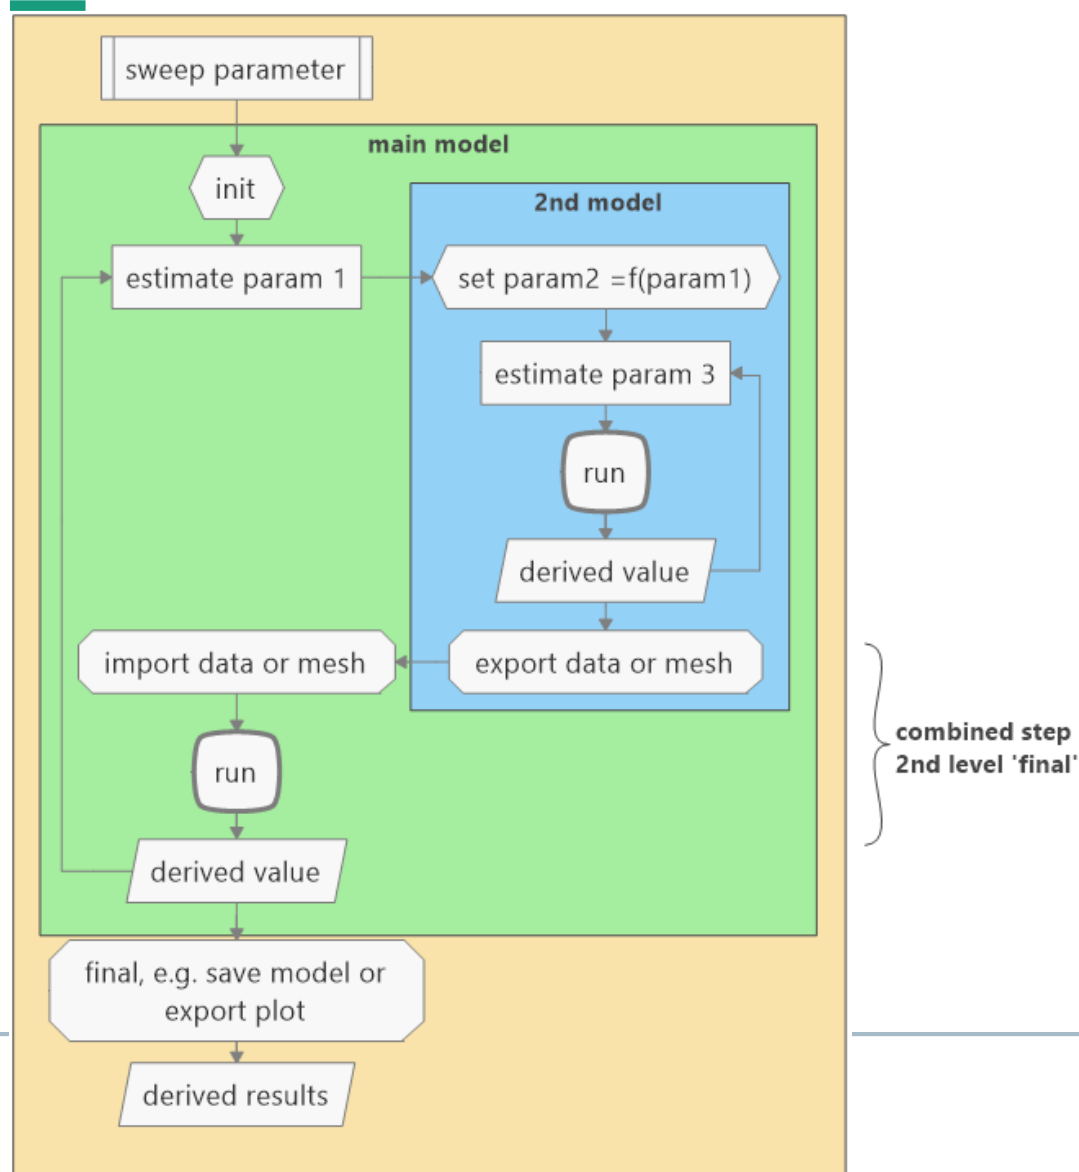 sweep parameter
main model
init
2nd model
estimate param 1
set param2 =f(param1)
estimate param 3
run
derived value
import data or mesh
export data or mesh
run
combined step
2nd level 'final'
derived value
final, e.g. save model or
export plot
derived results